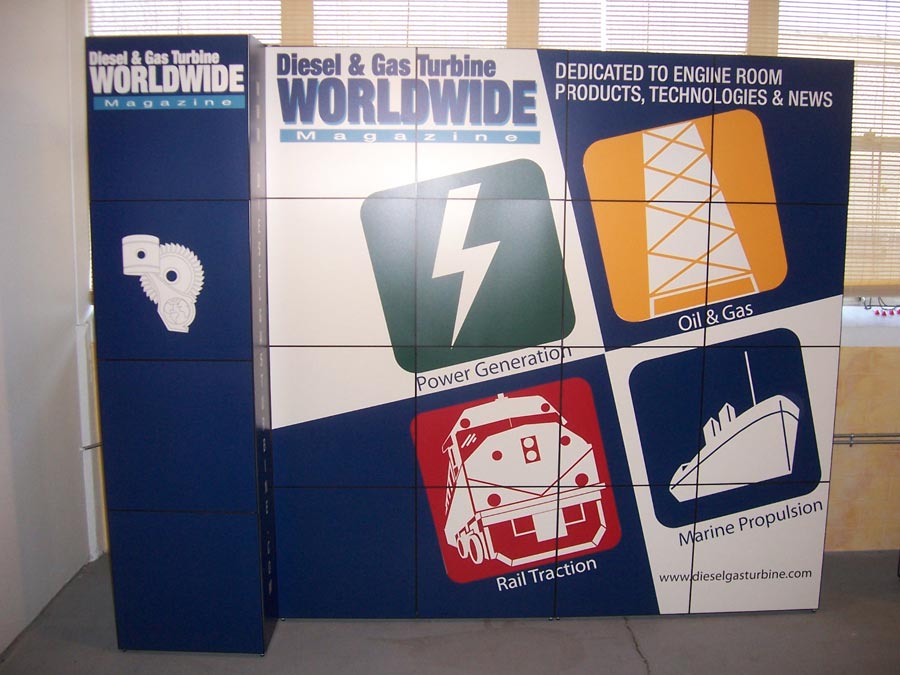 Diesel & Gas Turbine
WORLDWIDE
Magazine
Diesel & Gas Turbine
WORLDWIDE
Magazine
DEDICATED TO ENGINE ROOM
PRODUCTS, TECHNOLOGIES & NEWS
Oil & Gas
Power Generation
Marine Propulsion
Rail Traction
www.dieselgasturbine.com